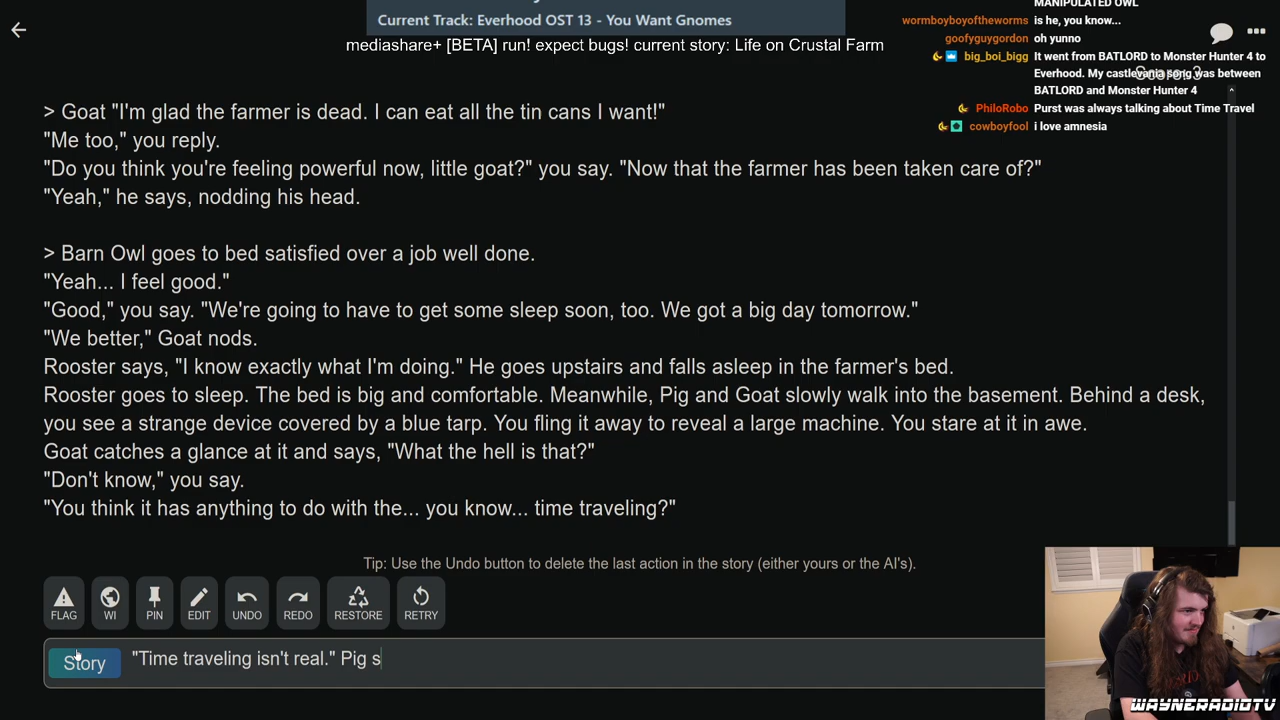 MANIPULATED OWL
Current Track: Everhood OST 13 - You Want Gnomes
wormboyboyoftheworms is he, you know...
mediashare+ [BETA] run! expect bugs! current story: Life on Crustal Farm
goofyguygordon oh yunno
big_boi_bigg It went from BATLORD to Monster Hunter 4 to
Everhood. My castlevania song was between
BATLORD and Monster Hunter 4
> Goat "I'm glad the farmer is dead. I can eat all the tin cans I want!"
PhiloRobo Purst was always talking about Time Travel
cowboyfool i love amnesia
"Me too," you reply.
"Do you think you're feeling powerful now, little goat?" you say. "Now that the farmer has been taken care of?"
"Yeah," he says, nodding his head.
> Barn Owl goes to bed satisfied over a job well done.
"Yeah... I feel good."
"Good," you say. "We're going to have to get some sleep soon, too. We got a big day tomorrow."
"We better," Goat nods.
Rooster says, "I know exactly what I'm doing." He goes upstairs and falls asleep in the farmer's bed.
Rooster goes to sleep. The bed is big and comfortable. Meanwhile, Pig and Goat slowly walk into the basement. Behind a desk,
you see a strange device covered by a blue tarp. You fling it away to reveal a large machine. You stare at it in awe.
Goat catches a glance at it and says, "What the hell is that?"
"Don't know," you say.
"You think it has anything to do with the... you know... time traveling?"
Tip: Use the Undo button to delete the last action in the story (either yours or the AI's).
FLAG WI PIN EDIT UNDO REDO RESTORE RETRY
Story "Time traveling isn't real." Pig s
WAYNERADIOTV